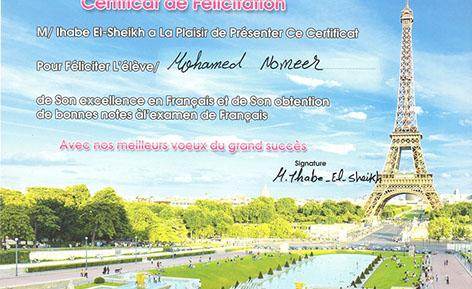 Certificat de Félicitation
M/ Ihabe El-Sheikh a La Plaisir de Présenter Ce Certificat
Pour Féliciter L'élève/ Mohamed Nomeer
de Son excellence en Français et de Son obtention
de bonnes notes àl'examen de Français
Avec nos meilleurs voeux du grand succès
Signature
M. Ihabe_El_Sheikh